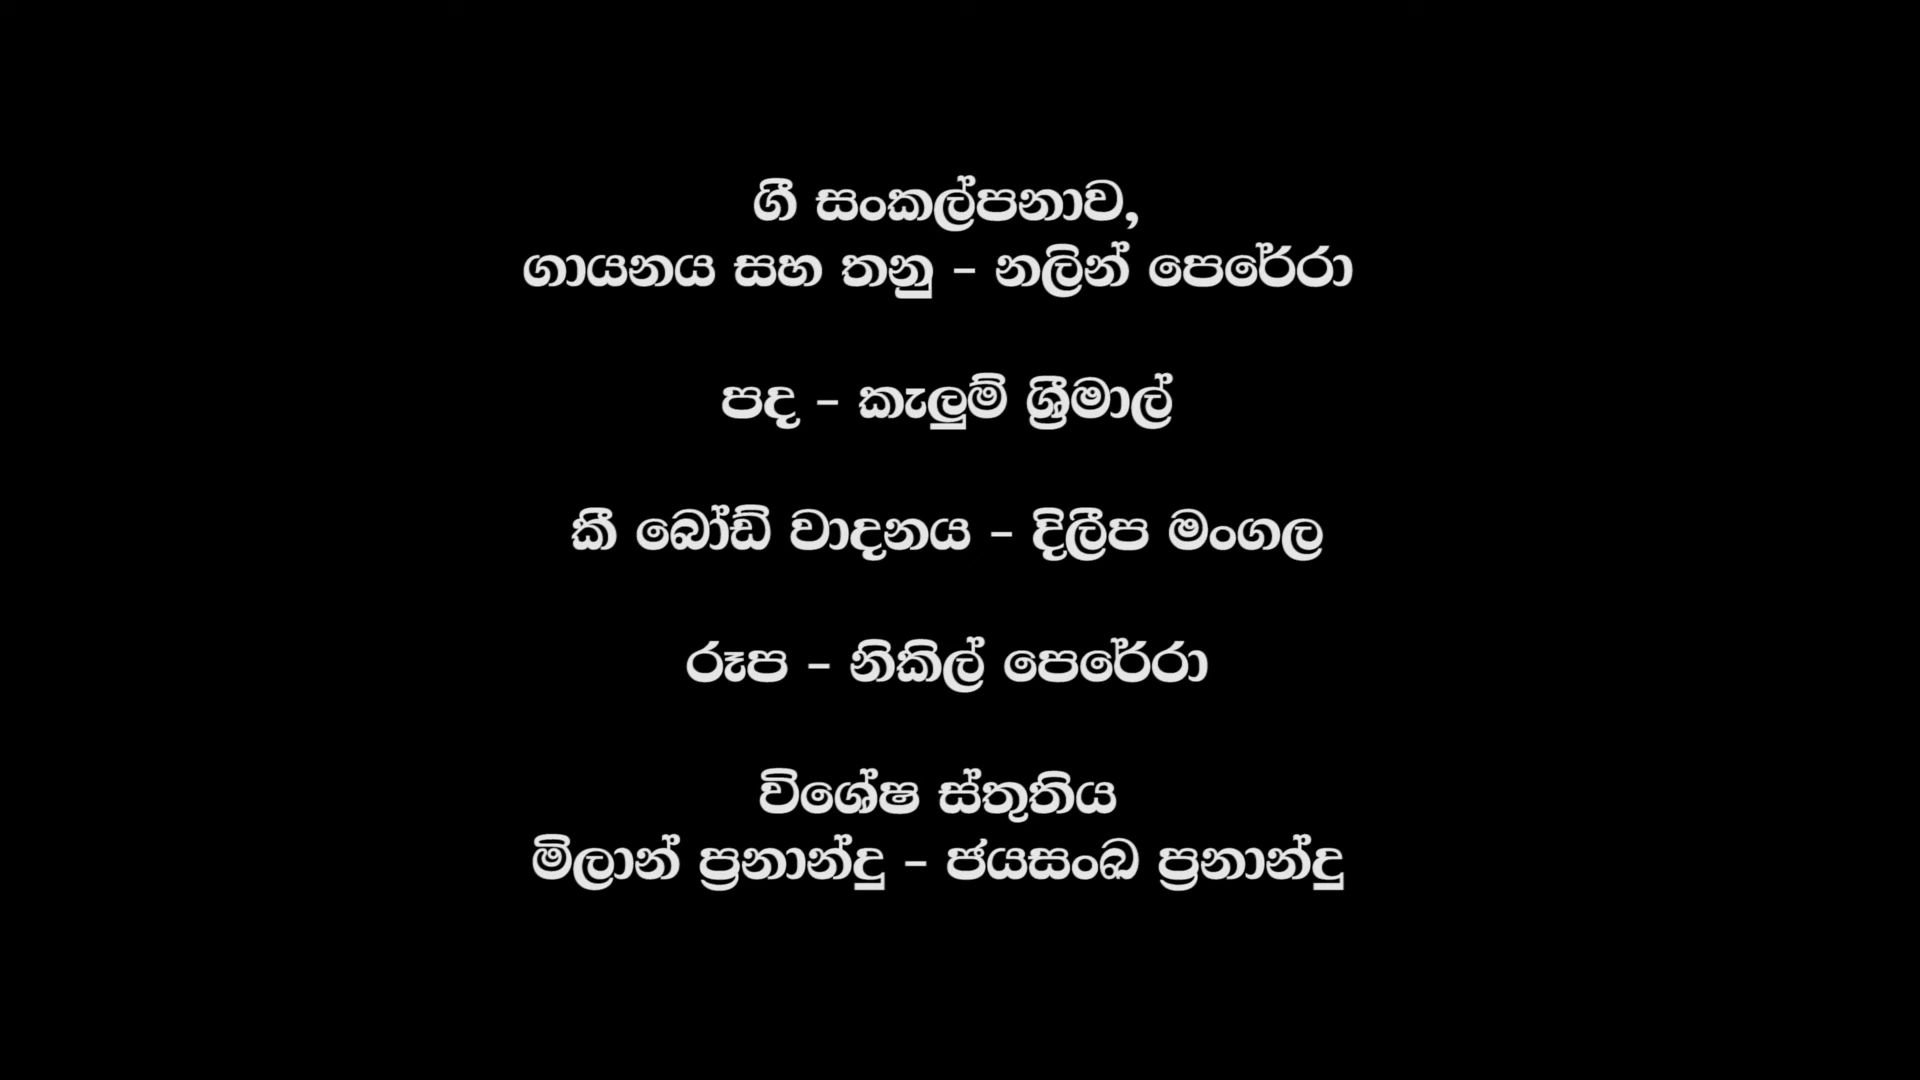 ගී සංකල්පනාව,
ගායනය සහ තනු – නලින් පෙරේරා
පද – කැලුම් ශ්‍රීමාල්
කී බෝඩ් වාදනය – දිලීප මංගල
රූප – නිකිල් පෙරේරා
විශේෂ ස්තුතිය
මිලාන් ප්‍රනාන්දු – ජයසංඛ ප්‍රනාන්දු